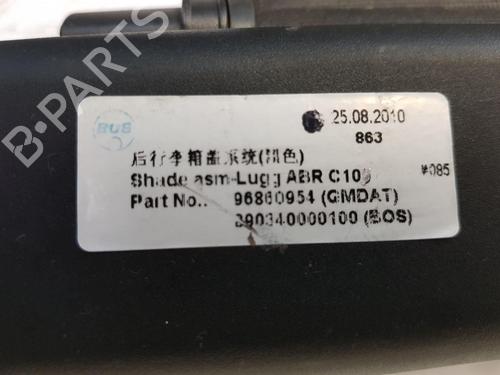 B-PARTS
BOS
25.08.2010
863
后行李箱盖系统(黑色)
Shade asm-Lugg ABR C105
#085
Part No.: 96860954 (GMDAT)
390340000100 (BOS)